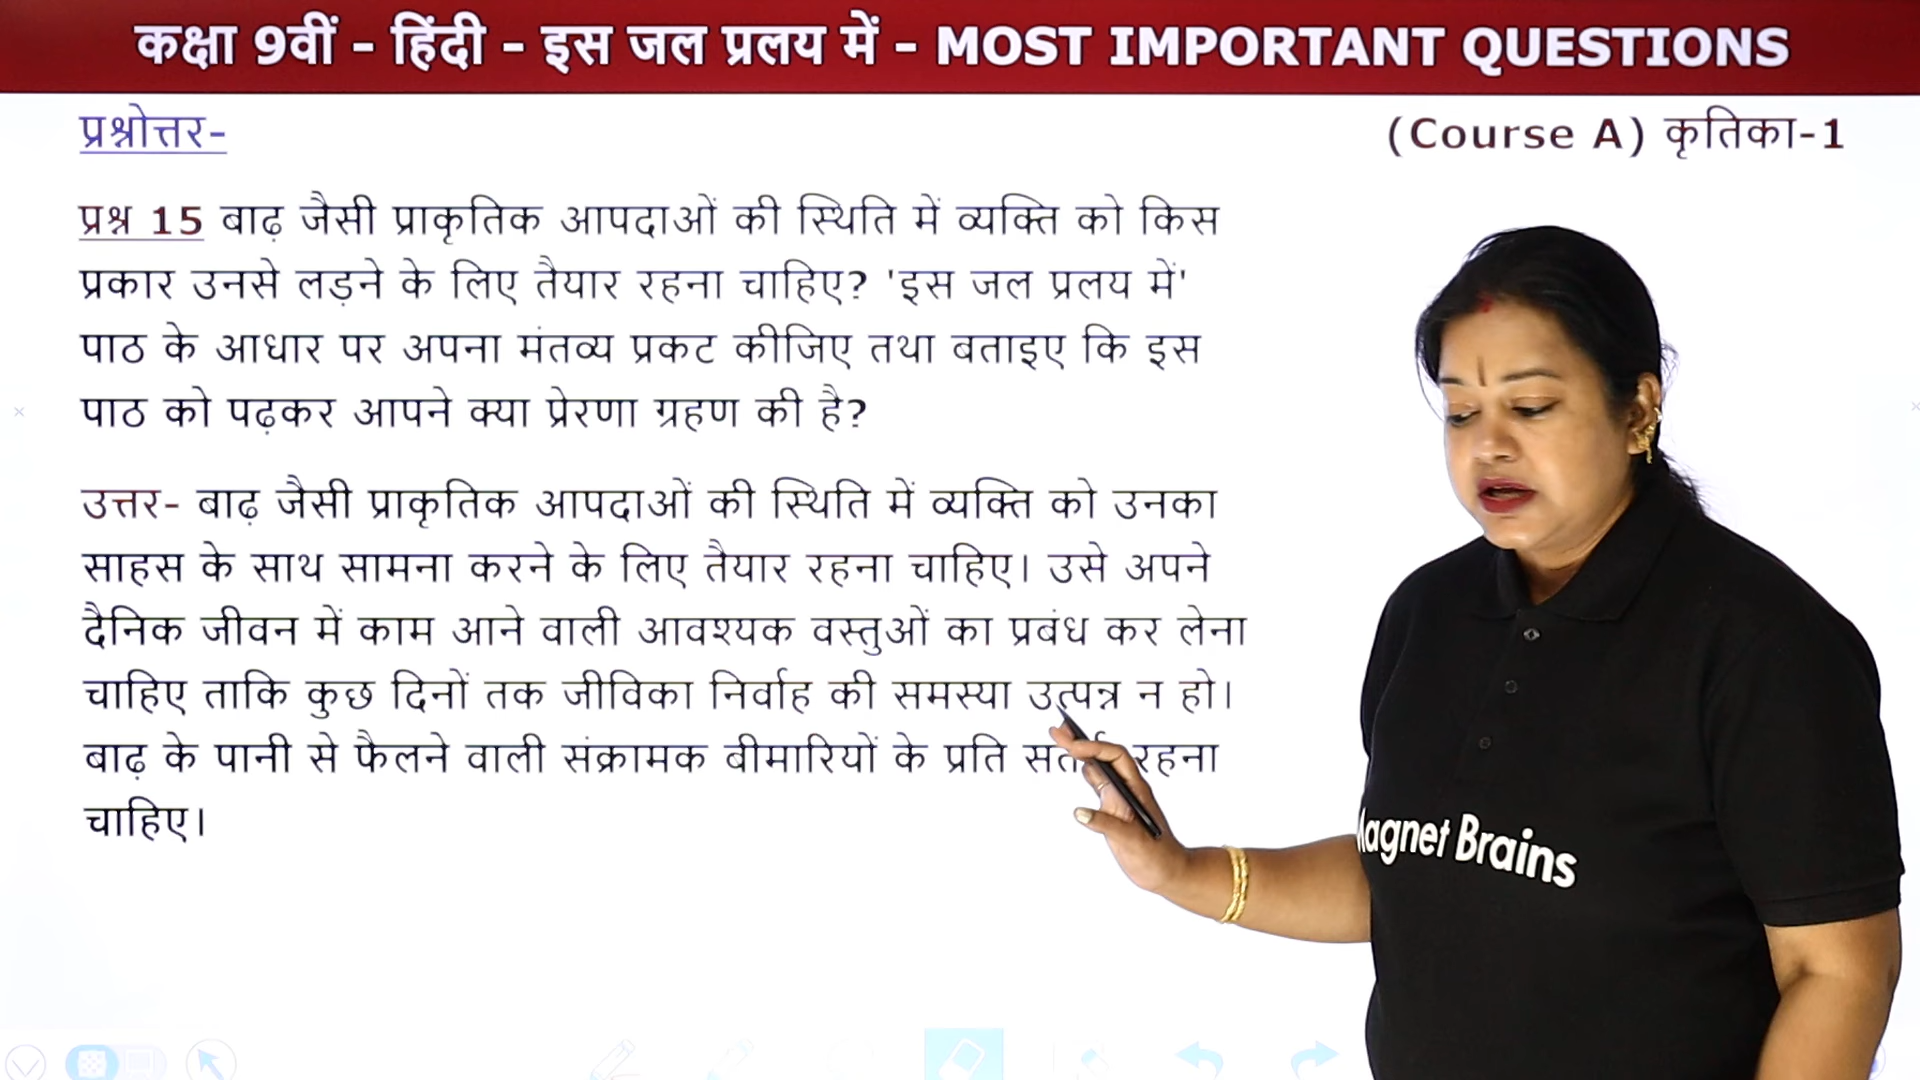 कक्षा 9वीं - हिंदी - इस जल प्रलय में - MOST IMPORTANT QUESTIONS
प्रश्नोत्तर-
(Course A) कृतिका-1
प्रश्न 15 बाढ़ जैसी प्राकृतिक आपदाओं की स्थिति में व्यक्ति को किस
प्रकार उनसे लड़ने के लिए तैयार रहना चाहिए? 'इस जल प्रलय में'
पाठ के आधार पर अपना मंतव्य प्रकट कीजिए तथा बताइए कि इस
पाठ को पढ़कर आपने क्या प्रेरणा ग्रहण की है?
उत्तर- बाढ़ जैसी प्राकृतिक आपदाओं की स्थिति में व्यक्ति को उनका
साहस के साथ सामना करने के लिए तैयार रहना चाहिए। उसे अपने
दैनिक जीवन में काम आने वाली आवश्यक वस्तुओं का प्रबंध कर लेना
चाहिए ताकि कुछ दिनों तक जीविका निर्वाह की समस्या उत्पन्न न हो।
बाढ़ के पानी से फैलने वाली संक्रामक बीमारियों के प्रति रहना
चाहिए।
Magnet Brains